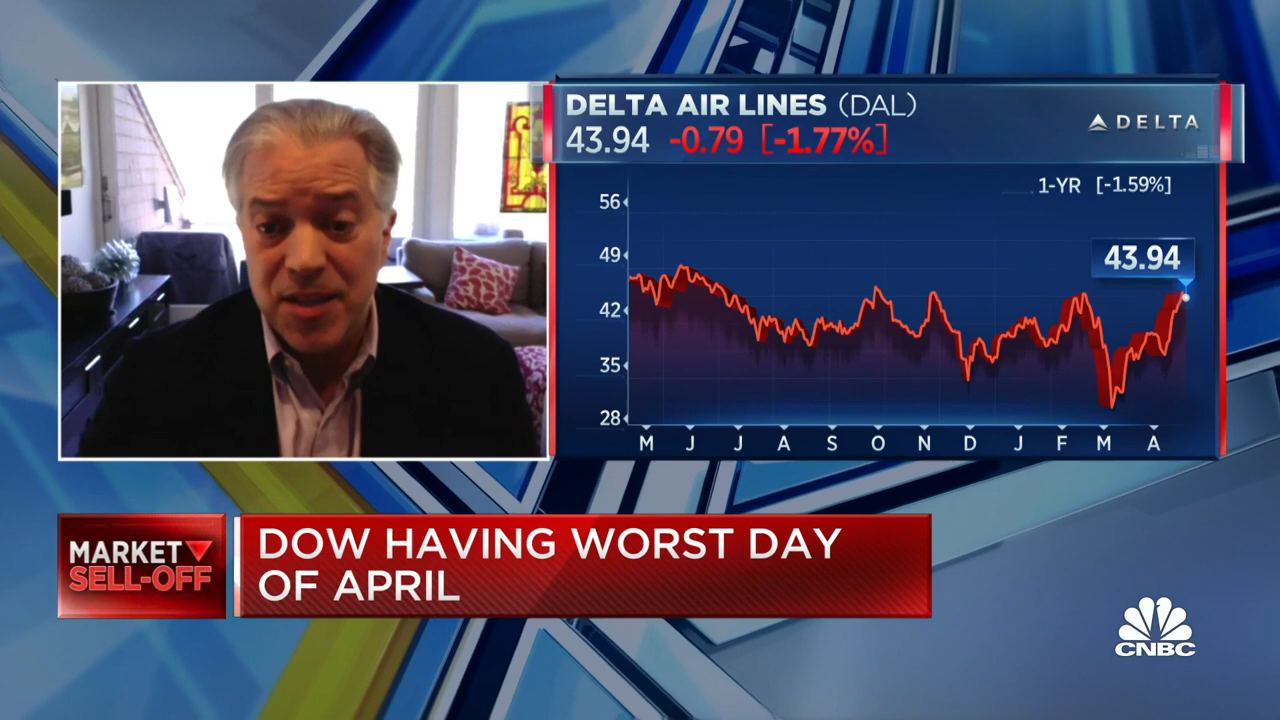 DELTA AIR LINES (DAL)
43.94 -0.79 [-1.77%]
DELTA
1-YR [-1.59%]
56
49
42
35
28
43.94
M J J A S O N D J F M A
MARKET
SELL-OFF
DOW HAVING WORST DAY
OF APRIL
CNBC